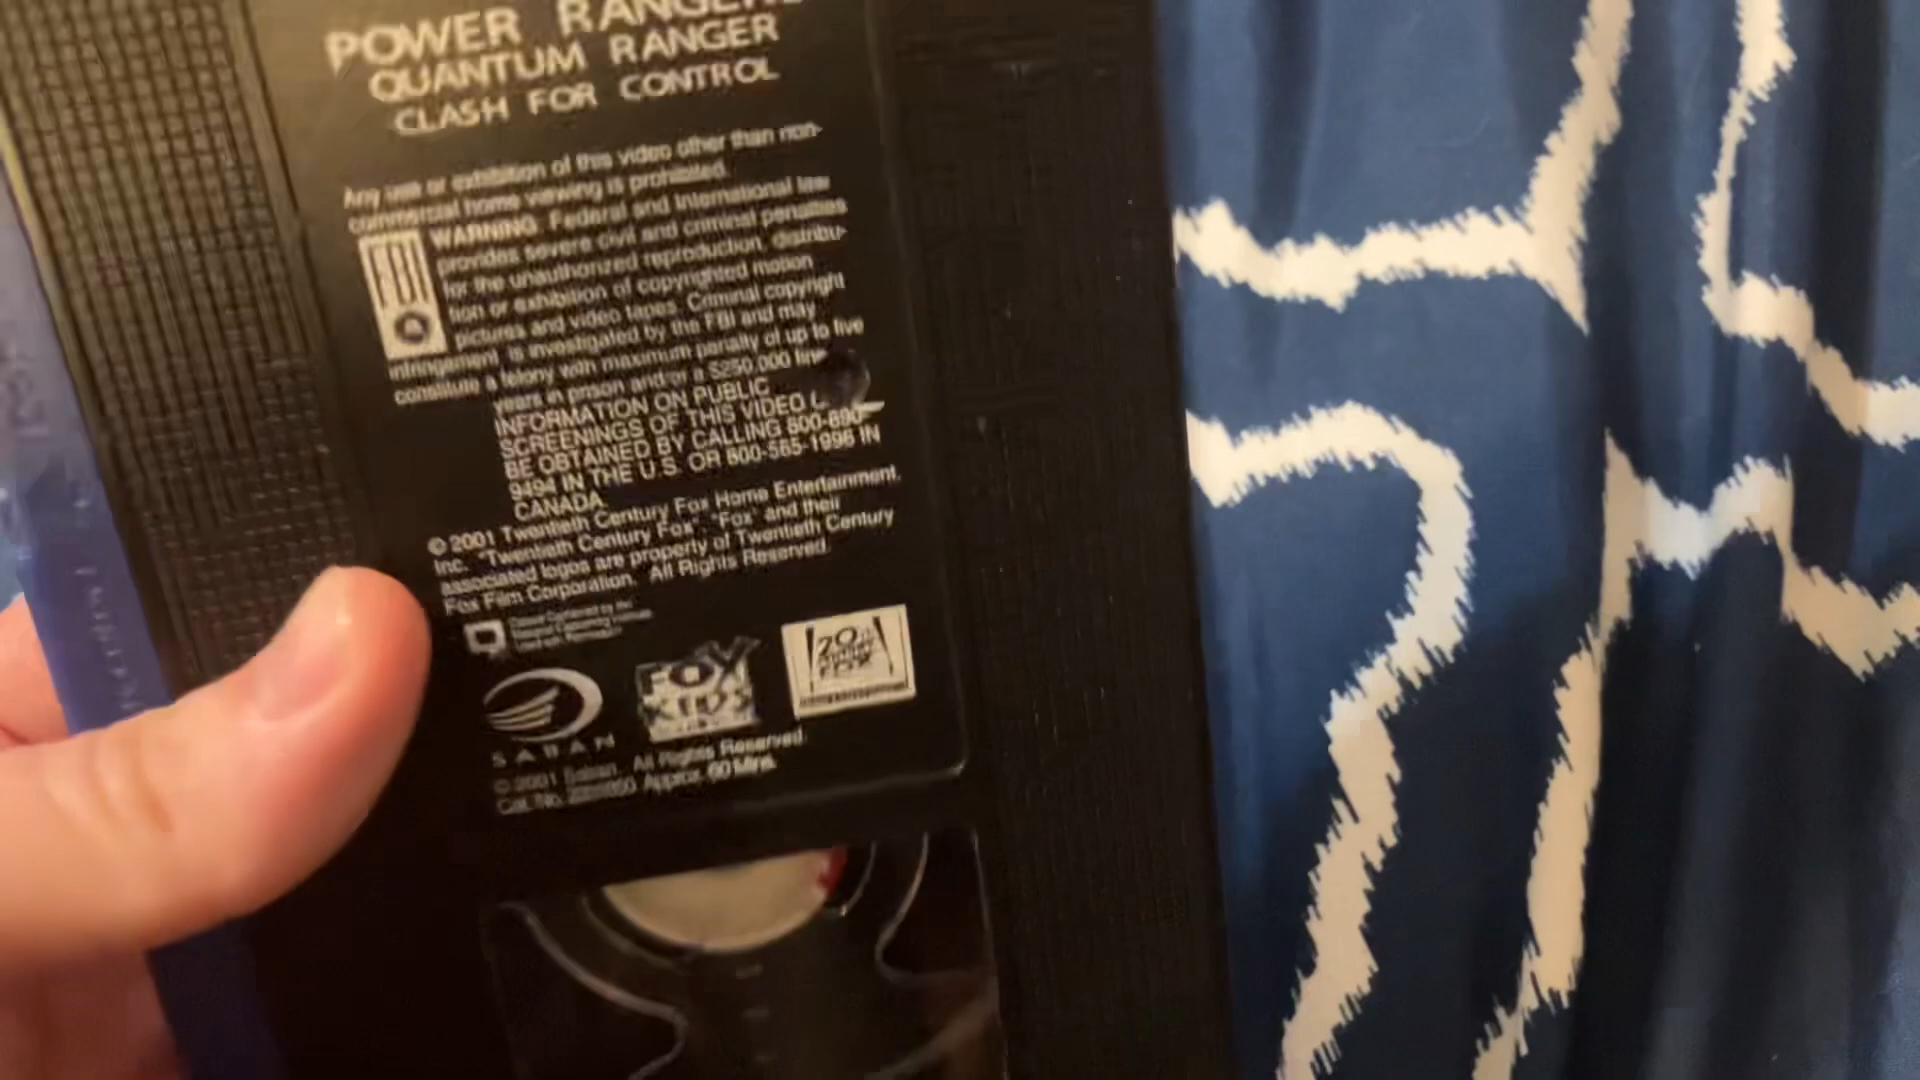 POWER RANGERS
QUANTUM RANGER
CLASH FOR CONTROL
Any use or exhibition of this video other than non-
commercial home viewing is prohibited.
WARNING: Federal and International law
provides severe civil and criminal penalties
for the unauthorized reproduction, distribu-
tion or exhibition of copyrighted motion
pictures and video tapes. Criminal copyright
infringement is investigated by the FBI and may
constitute a felony with maximum penalty of up to five
years in prison and/or a $250,000 fine
INFORMATION ON PUBLIC
SCREENINGS OF THIS VIDEO
BE OBTAINED BY CALLING 800-890-
9494 IN THE U.S. OR 800-565-1996 IN
CANADA
© 2001 Twentieth Century Fox Home Entertainment,
Inc. "Twentieth Century Fox", "Fox" and their
associated logos are property of Twentieth Century
Fox Film Corporation. All Rights Reserved.
FOX
KIDS
20th
CENTURY
FOX
SABAN
© 2001 Saban. All Rights Reserved.
Cat. No. Approx. 60 Mins.